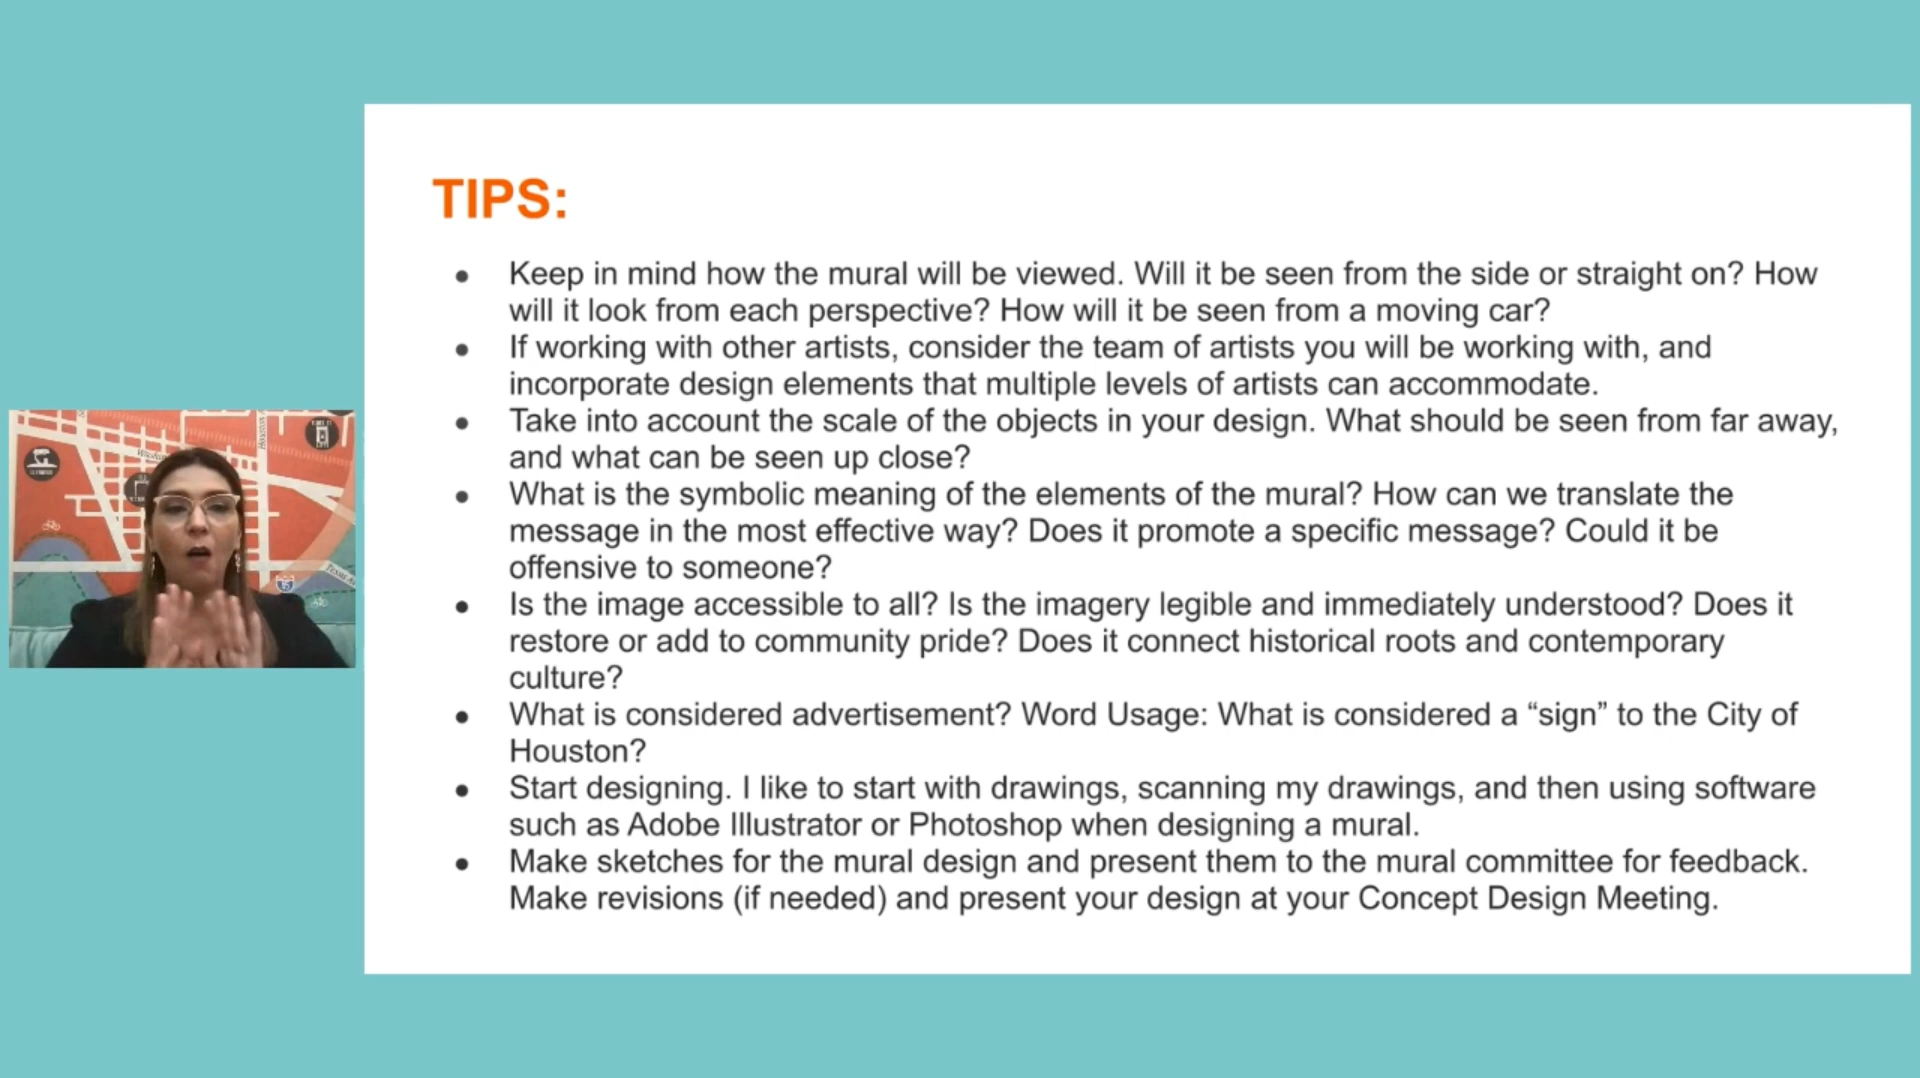 TIPS:
● Keep in mind how the mural will be viewed. Will it be seen from the side or straight on? How
will it look from each perspective? How will it be seen from a moving car?
● If working with other artists, consider the team of artists you will be working with, and
incorporate design elements that multiple levels of artists can accommodate.
● Take into account the scale of the objects in your design. What should be seen from far away,
and what can be seen up close?
● What is the symbolic meaning of the elements of the mural? How can we translate the
message in the most effective way? Does it promote a specific message? Could it be
offensive to someone?
● Is the image accessible to all? Is the imagery legible and immediately understood? Does it
restore or add to community pride? Does it connect historical roots and contemporary
culture?
● What is considered advertisement? Word Usage: What is considered a “sign” to the City of
Houston?
● Start designing. I like to start with drawings, scanning my drawings, and then using software
such as Adobe Illustrator or Photoshop when designing a mural.
● Make sketches for the mural design and present them to the mural committee for feedback.
Make revisions (if needed) and present your design at your Concept Design Meeting.
Houston
Texas